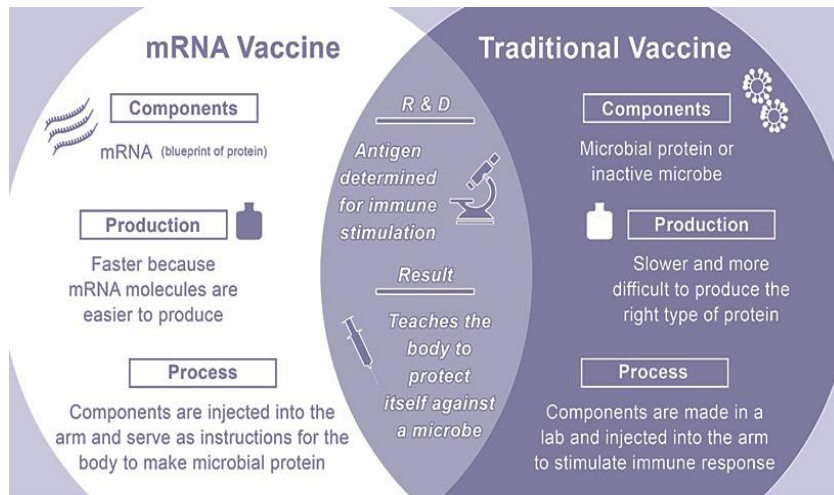 mRNA Vaccine
Components
mRNA (blueprint of protein)
Production
Faster because
mRNA molecules are
easier to produce
Process
Components are injected into the
arm and serve as instructions for the
body to make microbial protein
R & D
Antigen
determined
for immune
stimulation
Result
Teaches the
body to
protect
itself against
a microbe
Traditional Vaccine
Components
Microbial protein or
inactive microbe
Production
Slower and more
difficult to produce the
right type of protein
Process
Components are made in a
lab and injected into the arm
to stimulate immune response